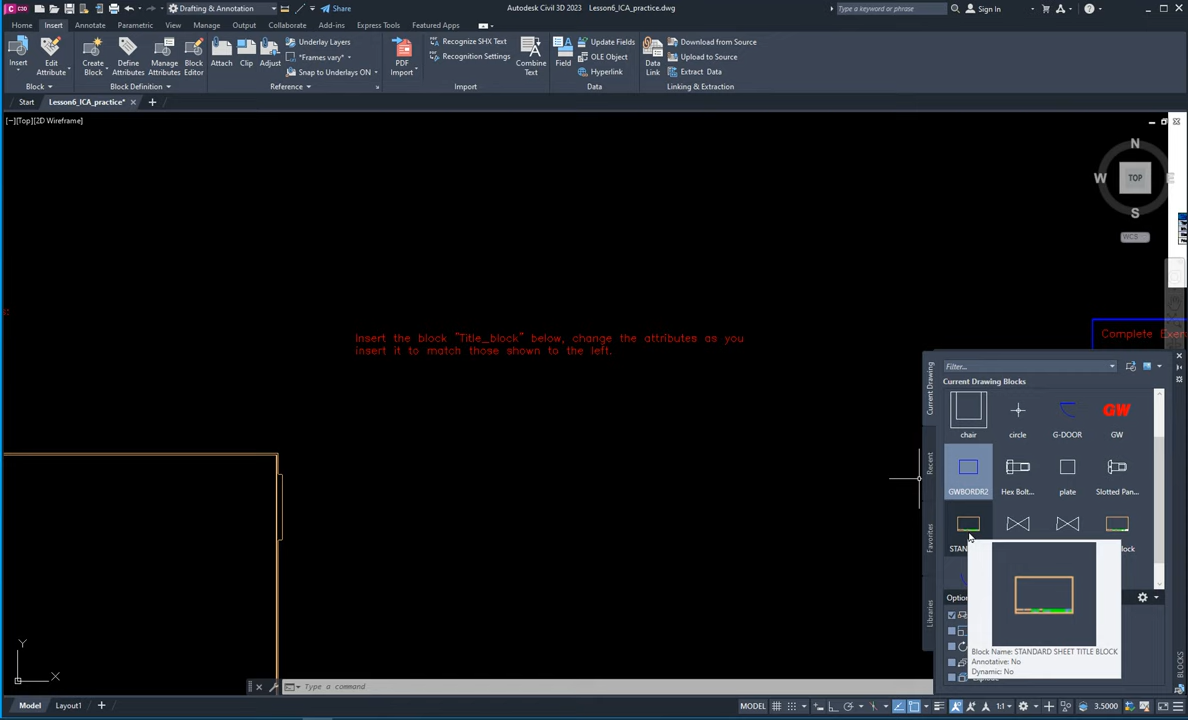 C3D Drafting & Annotation Share Autodesk Civil 3D 2023 Lesson6_ICA_practice.dwg Type a keyword or phrase Sign In
Home Insert Annotate Parametric View Manage Output Collaborate Add-ins Express Tools Featured Apps
Insert Edit Attribute Create Block Define Attributes Manage Attributes Block Editor Attach Clip Adjust
Underlay Layers
*Frames vary*
Snap to Underlays ON
PDF Import
Recognize SHX Text
Recognition Settings
Combine Text
Field
Update Fields
OLE Object
Hyperlink
Data Link
Download from Source
Upload to Source
Extract Data
Block Block Definition Reference Import Data Linking & Extraction
Start Lesson6_ICA_practice*
[−][Top][2D Wireframe]
N
W TOP E
S
WCS
Insert the block "Title_block" below, change the attributes as you
insert it to match those shown to the left.
Complete Exer
Filter...
Current Drawing Blocks
Current Drawing
Recent
Favorites
Libraries
BLOCKS
chair circle G-DOOR GW
GW
GWBORDR2 Hex Bolt... plate Slotted Pan...
STAN lock
Block Name: STANDARD SHEET TITLE BLOCK
Annotative: No
Dynamic: No
Y
X
Type a command
Model Layout1 MODEL 1:1 3.5000